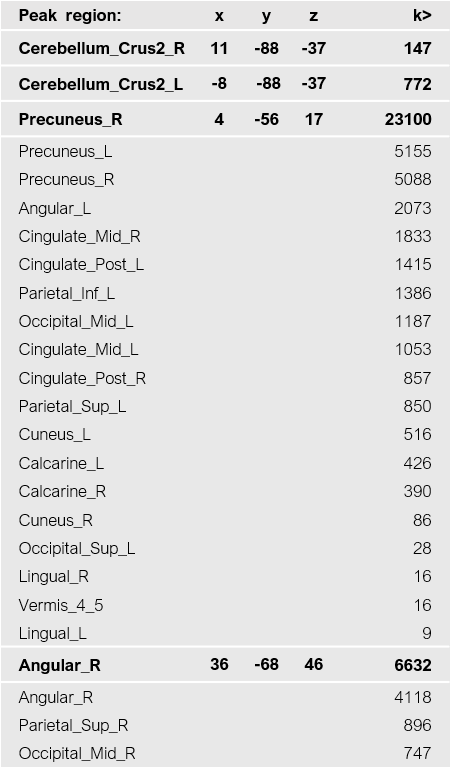 Peak region: x y z k>
Cerebellum_Crus2_R 11 -88 -37 147
Cerebellum_Crus2_L -8 -88 -37 772
Precuneus_R 4 -56 17 23100
Precuneus_L 5155
Precuneus_R 5088
Angular_L 2073
Cingulate_Mid_R 1833
Cingulate_Post_L 1415
Parietal_Inf_L 1386
Occipital_Mid_L 1187
Cingulate_Mid_L 1053
Cingulate_Post_R 857
Parietal_Sup_L 850
Cuneus_L 516
Calcarine_L 426
Calcarine_R 390
Cuneus_R 86
Occipital_Sup_L 28
Lingual_R 16
Vermis_4_5 16
Lingual_L 9
Angular_R 36 -68 46 6632
Angular_R 4118
Parietal_Sup_R 896
Occipital_Mid_R 747